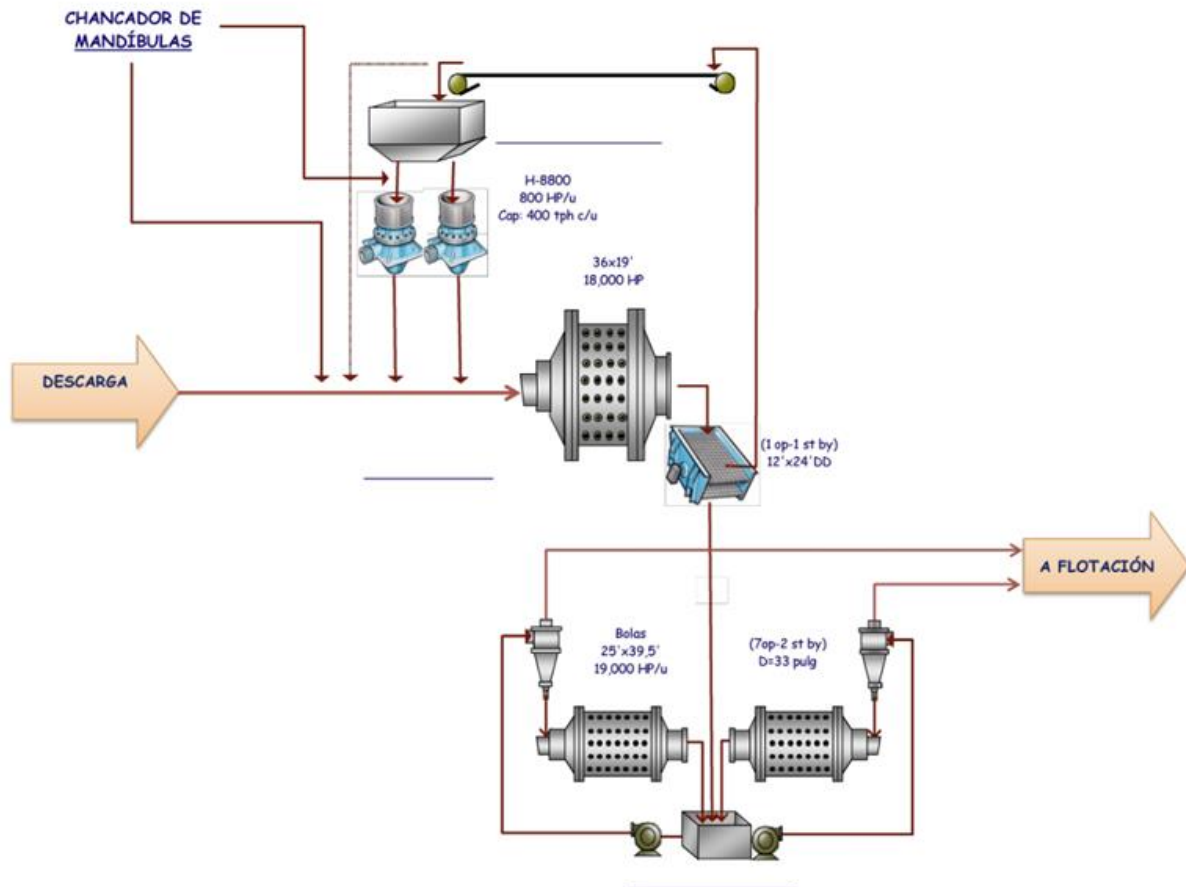 CHANCADOR DE
MANDÍBULAS
H-8800
800 HP/u
Cap: 400 tph c/u
36x19'
18,000 HP
DESCARGA
(1 op-1 st by)
12'x24'DD
A FLOTACIÓN
Bolas
25'x39,5'
19,000 HP/u
(7op-2 st by)
D=33 pulg